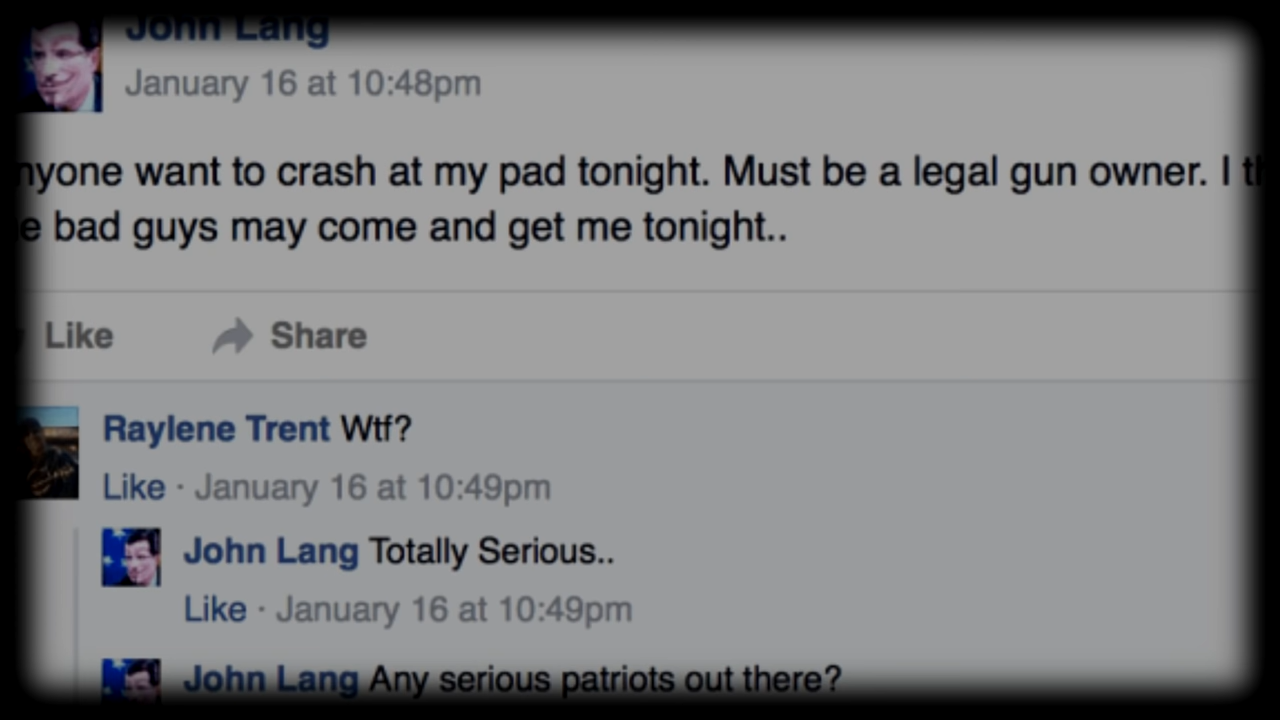 John Lang
January 16 at 10:48pm
nyone want to crash at my pad tonight. Must be a legal gun owner. I th
e bad guys may come and get me tonight..
Like Share
Raylene Trent Wtf?
Like · January 16 at 10:49pm
John Lang Totally Serious..
Like · January 16 at 10:49pm
John Lang Any serious patriots out there?